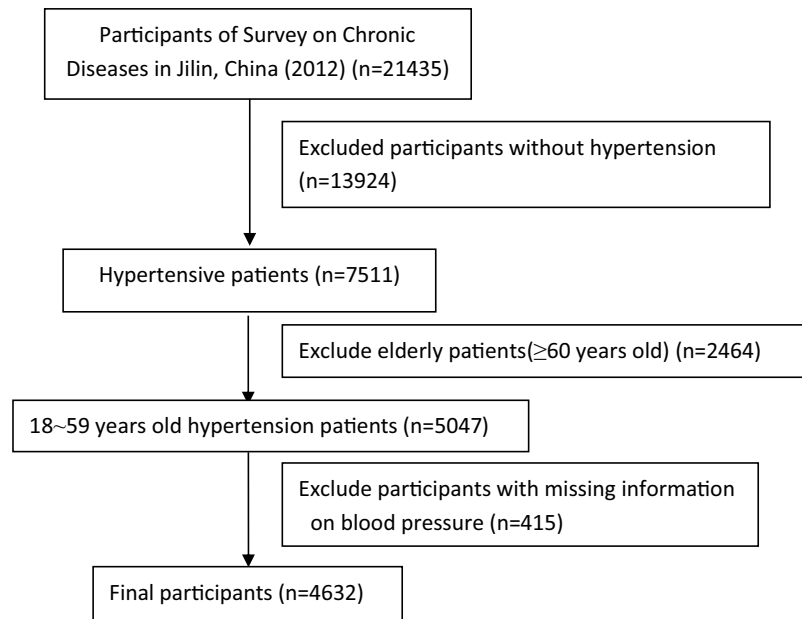 Participants of Survey on Chronic
Diseases in Jilin, China (2012) (n=21435)
Excluded participants without hypertension
(n=13924)
Hypertensive patients (n=7511)
Exclude elderly patients(≥60 years old) (n=2464)
18~59 years old hypertension patients (n=5047)
Exclude participants with missing information
on blood pressure (n=415)
Final participants (n=4632)